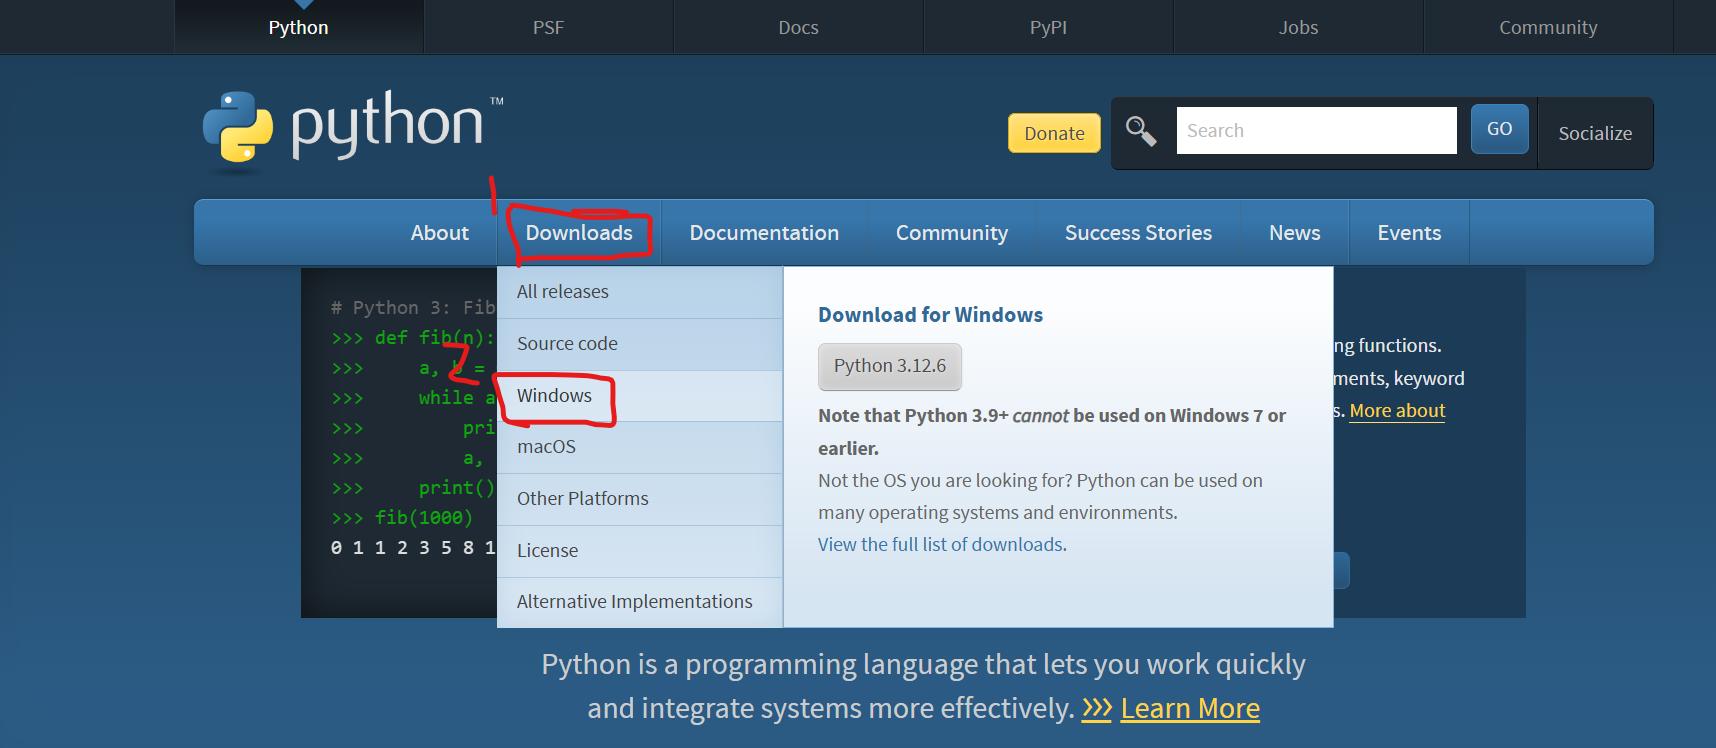 Python PSF Docs PyPI Jobs Community
python™
Donate Search GO Socialize
1
About Downloads Documentation Community Success Stories News Events
# Python 3: Fib
>>> def fib(n):
>>> a, b =
>>> while a
>>> pri
>>> a,
>>> print()
>>> fib(1000)
0 1 1 2 3 5 8 1
2
All releases
Source code
Windows
macOS
Other Platforms
License
Alternative Implementations
Download for Windows
Python 3.12.6
Note that Python 3.9+ cannot be used on Windows 7 or
earlier.
Not the OS you are looking for? Python can be used on
many operating systems and environments.
View the full list of downloads.
ng functions.
ments, keyword
s. More about
Python is a programming language that lets you work quickly
and integrate systems more effectively. >>> Learn More